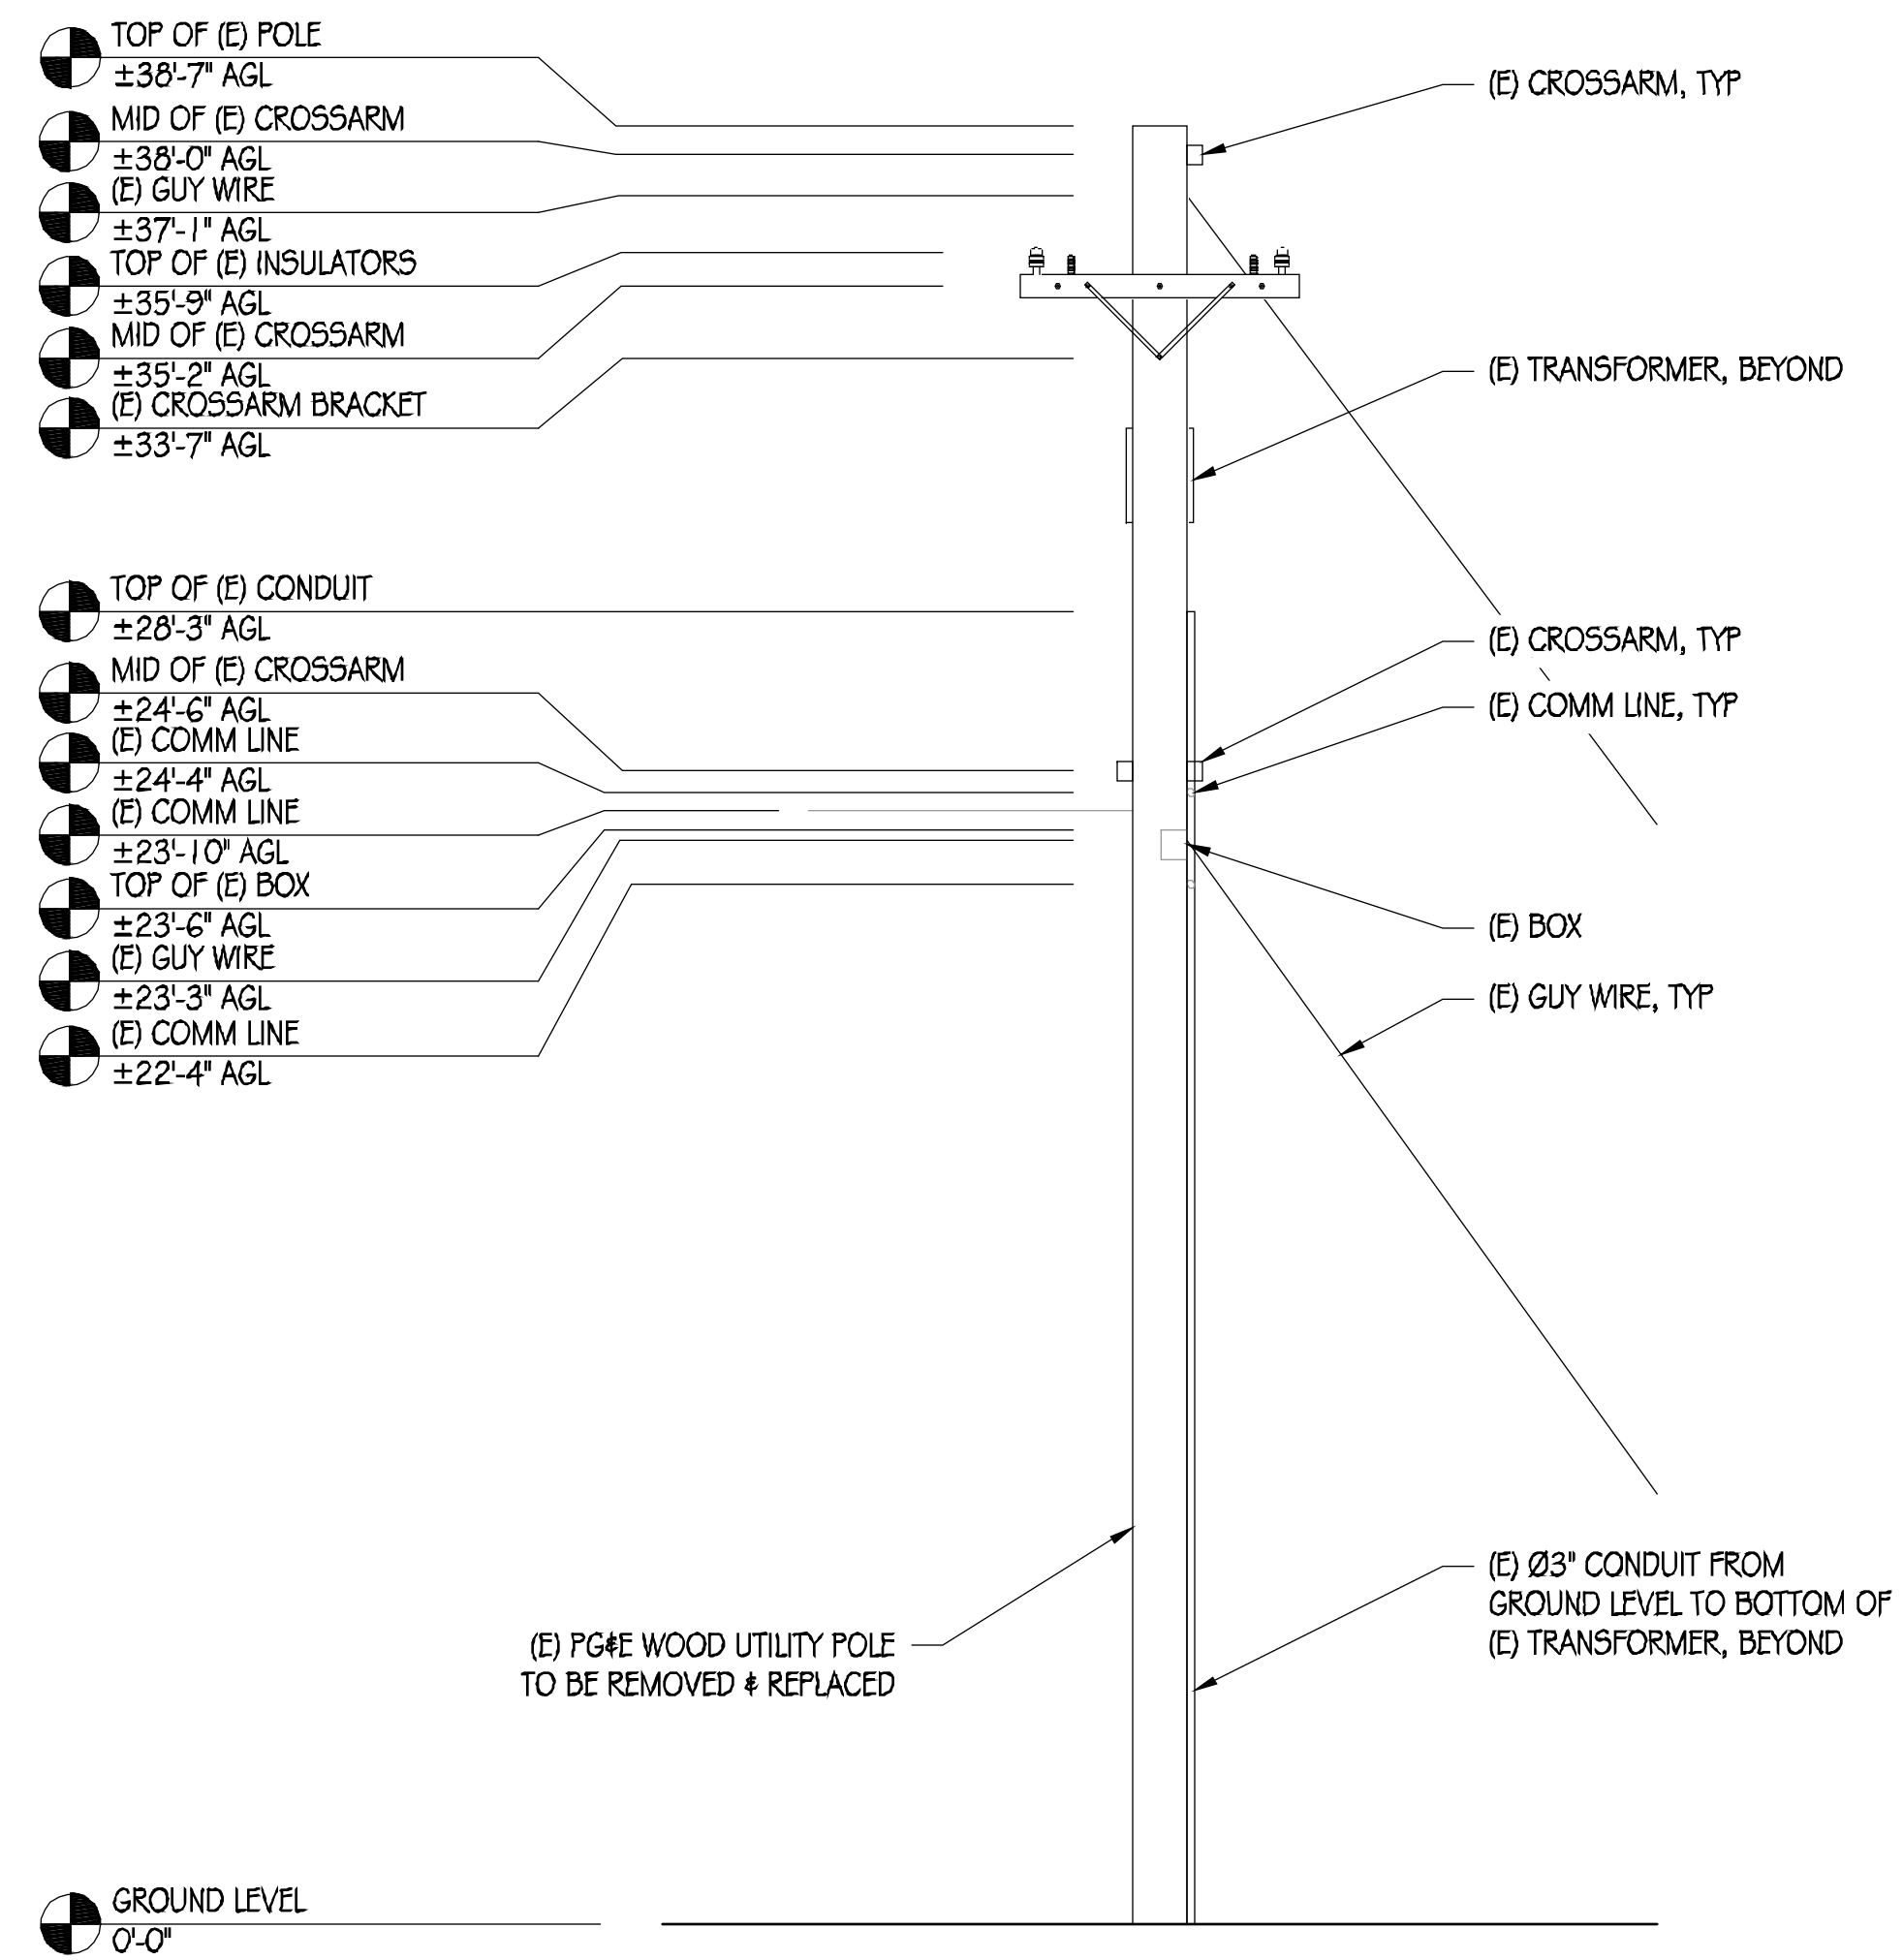 TOP OF (E) POLE
±38'-7" AGL
MID OF (E) CROSSARM
±38'-0" AGL
(E) GUY WIRE
±37'-1" AGL
TOP OF (E) INSULATORS
±35'-9" AGL
MID OF (E) CROSSARM
±35'-2" AGL
(E) CROSSARM BRACKET
±33'-7" AGL
TOP OF (E) CONDUIT
±28'-3" AGL
MID OF (E) CROSSARM
±24'-6" AGL
(E) COMM LINE
±24'-4" AGL
(E) COMM LINE
±23'-10" AGL
TOP OF (E) BOX
±23'-6" AGL
(E) GUY WIRE
±23'-3" AGL
(E) COMM LINE
±22'-4" AGL
GROUND LEVEL
0'-0"
(E) PG&E WOOD UTILITY POLE
TO BE REMOVED & REPLACED
(E) CROSSARM, TYP
(E) TRANSFORMER, BEYOND
(E) CROSSARM, TYP
(E) COMM LINE, TYP
(E) BOX
(E) GUY WIRE, TYP
(E) Ø3" CONDUIT FROM
GROUND LEVEL TO BOTTOM OF
(E) TRANSFORMER, BEYOND